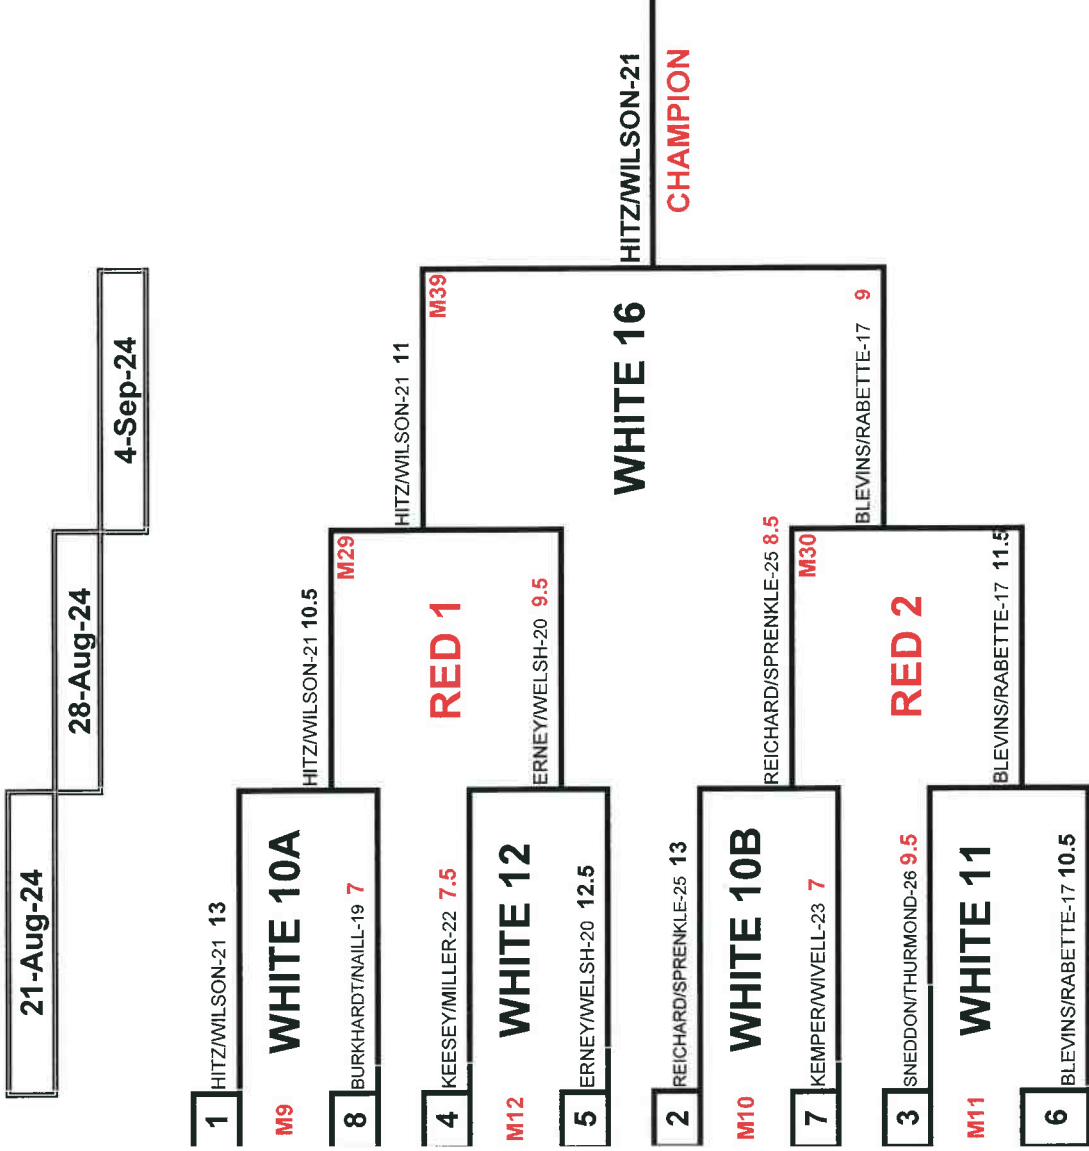 21-Aug-24
28-Aug-24
4-Sep-24
1
HITZ/WILSON-21 13
M9
WHITE 10A
8
BURKHARDT/NAILL-19 7
HITZ/WILSON-21 10.5
M29
RED 1
4
KEESEY/MILLER-22 7.5
M12
WHITE 12
5
ERNEY/WELSH-20 12.5
ERNEY/WELSH-20 9.5
HITZ/WILSON-21 11
M39
WHITE 16
HITZ/WILSON-21
CHAMPION
2
REICHARD/SPRENKLE-25 13
M10
WHITE 10B
7
KEMPER/WIVELL-23 7
REICHARD/SPRENKLE-25 8.5
M30
RED 2
3
SNEDDON/THURMOND-26 9.5
M11
WHITE 11
6
BLEVINS/RABETTE-17 10.5
BLEVINS/RABETTE-17 11.5
BLEVINS/RABETTE-17 9